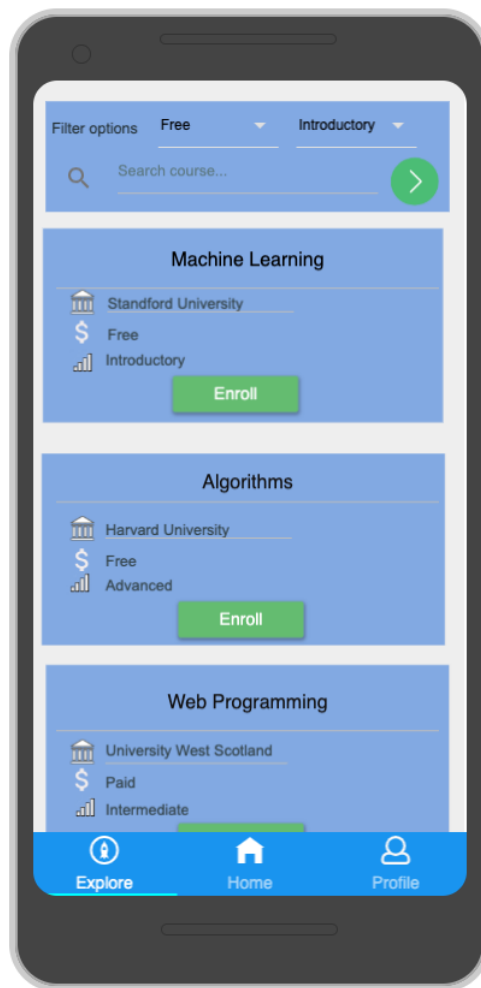 Filter options Free Introductory
Search course...
Machine Learning
Standford University
$ Free
Introductory
Enroll
Algorithms
Harvard University
$ Free
Advanced
Enroll
Web Programming
University West Scotland
$ Paid
Intermediate
Explore Home Profile